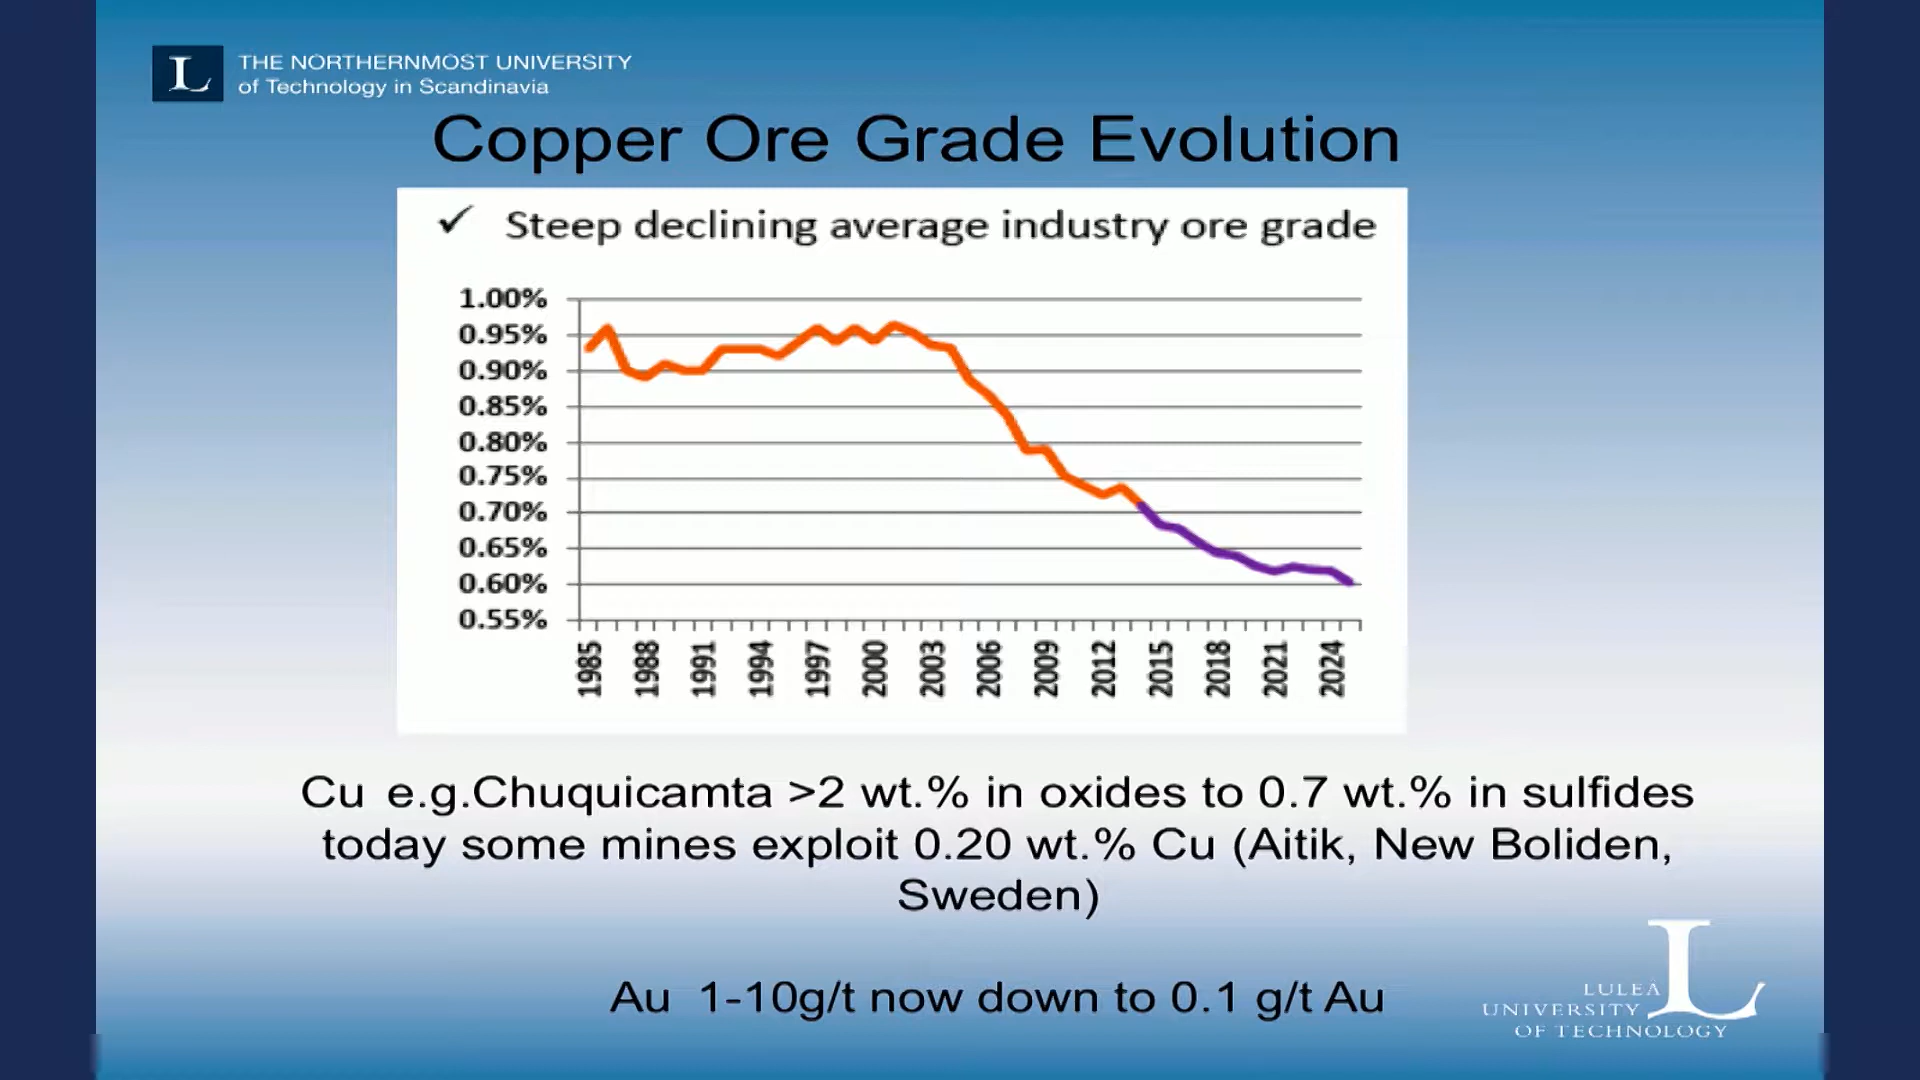 L
THE NORTHERNMOST UNIVERSITY
of Technology in Scandinavia
Copper Ore Grade Evolution
✓ Steep declining average industry ore grade
1.00%
0.95%
0.90%
0.85%
0.80%
0.75%
0.70%
0.65%
0.60%
0.55%
1985 1988 1991 1994 1997 2000 2003 2006 2009 2012 2015 2018 2021 2024
Cu e.g.Chuquicamta >2 wt.% in oxides to 0.7 wt.% in sulfides
today some mines exploit 0.20 wt.% Cu (Aitik, New Boliden,
Sweden)
Au 1-10g/t now down to 0.1 g/t Au
L
LULEA
UNIVERSITY
OF TECHNOLOGY